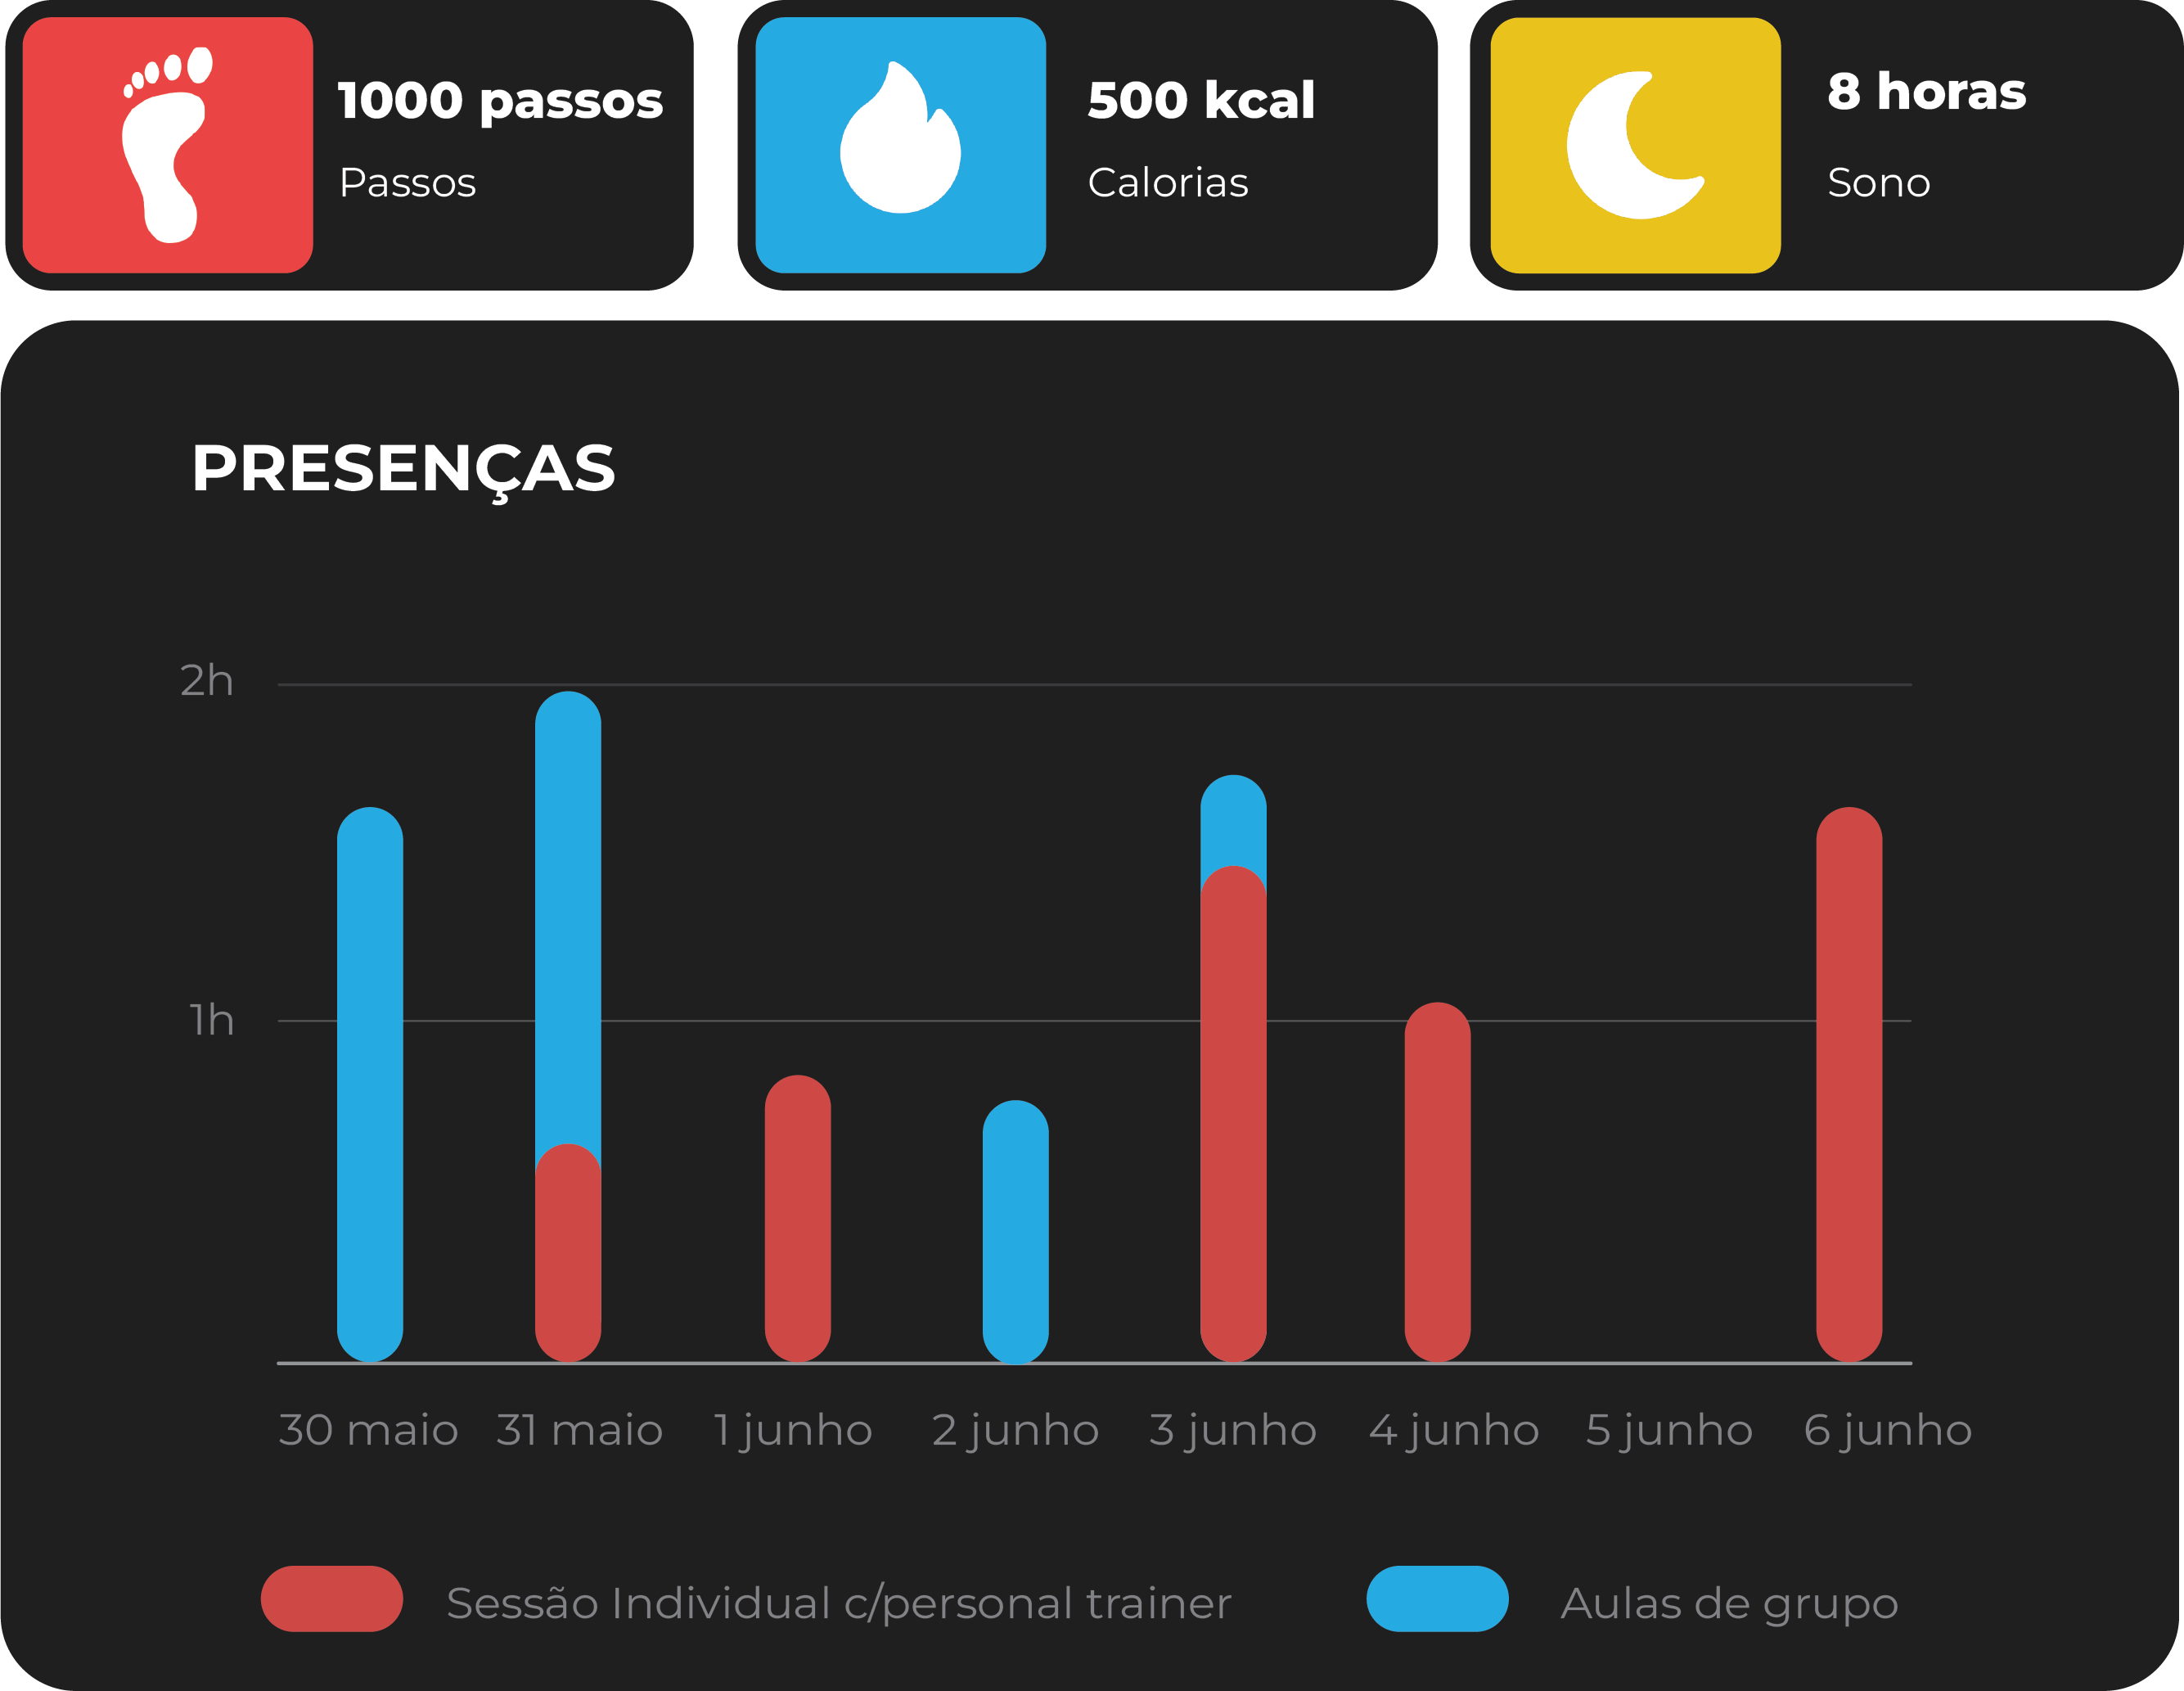 1000 passos
Passos
500 kcal
Calorias
8 horas
Sono
PRESENÇAS
2h
1h
30 maio
31 maio
1 junho
2 junho
3 junho
4 junho
5 junho
6 junho
Sessão Individual c/personal trainer
Aulas de grupo